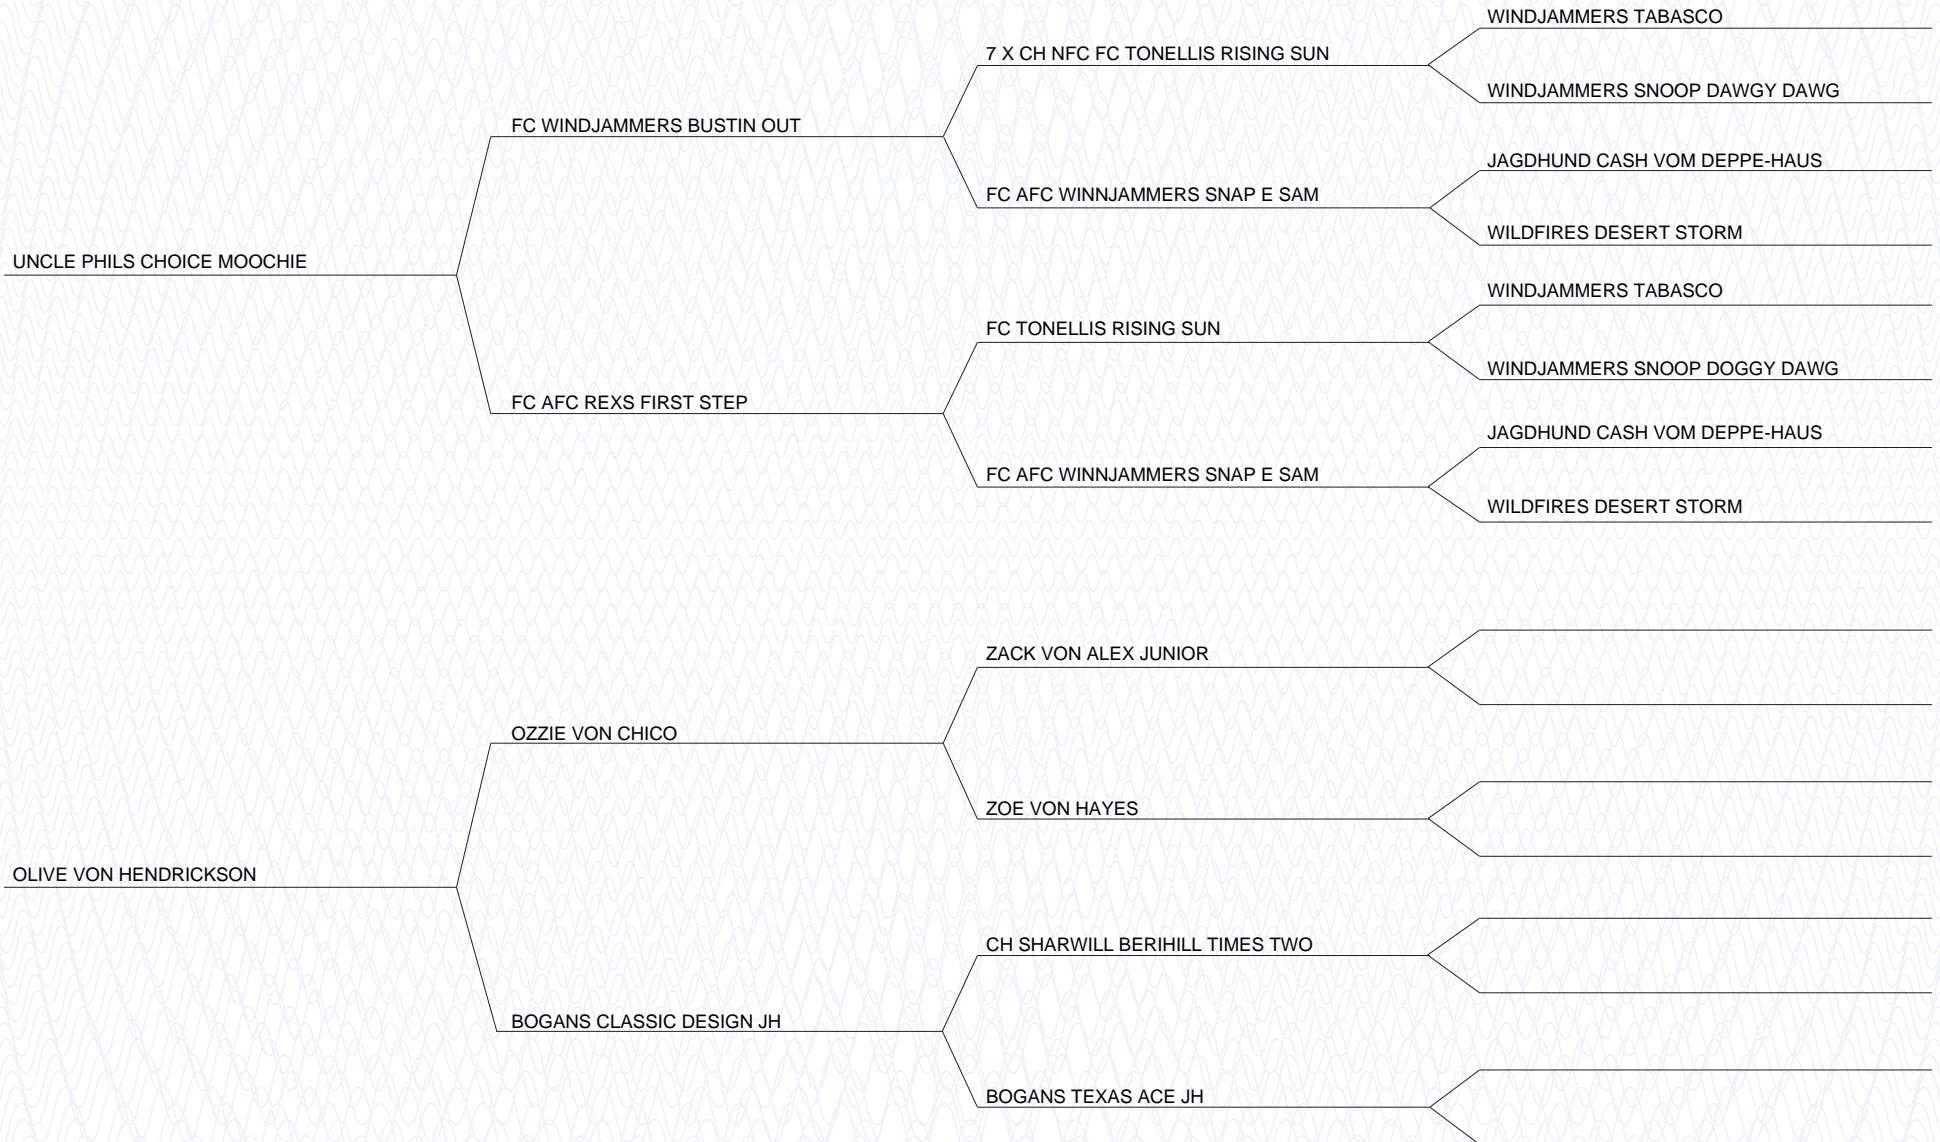 WINDJAMMERS TABASCO
7 X CH NFC FC TONELLIS RISING SUN
WINDJAMMERS SNOOP DAWGY DAWG
FC WINDJAMMERS BUSTIN OUT
JAGDHUND CASH VOM DEPPE-HAUS
FC AFC WINNJAMMERS SNAP E SAM
WILDFIRES DESERT STORM
UNCLE PHILS CHOICE MOOCHIE
WINDJAMMERS TABASCO
FC TONELLIS RISING SUN
WINDJAMMERS SNOOP DOGGY DAWG
FC AFC REXS FIRST STEP
JAGDHUND CASH VOM DEPPE-HAUS
FC AFC WINNJAMMERS SNAP E SAM
WILDFIRES DESERT STORM
ZACK VON ALEX JUNIOR
OZZIE VON CHICO
ZOE VON HAYES
OLIVE VON HENDRICKSON
CH SHARWILL BERIHILL TIMES TWO
BOGANS CLASSIC DESIGN JH
BOGANS TEXAS ACE JH